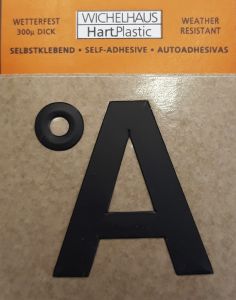 WETTERFEST
300µ DICK
WICHELHAUS
HartPlastic
WEATHER
RESISTANT
SELBSTKLEBEND • SELF-ADHESIVE • AUTOADHESIVAS
°A